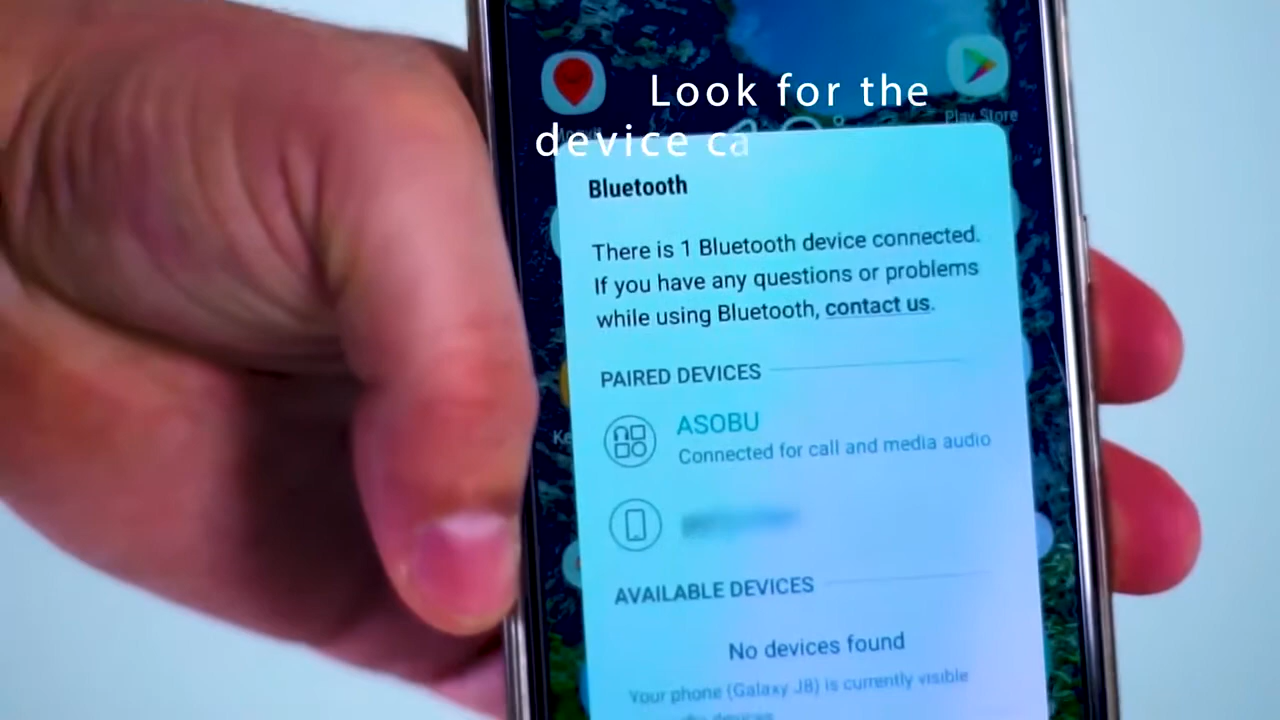 Play Store
Look for the
device ca
Bluetooth
There is 1 Bluetooth device connected.
If you have any questions or problems
while using Bluetooth, contact us.
PAIRED DEVICES
ASOBU
Connected for call and media audio
AVAILABLE DEVICES
No devices found
Your phone (Galaxy J8) is currently visible
devices